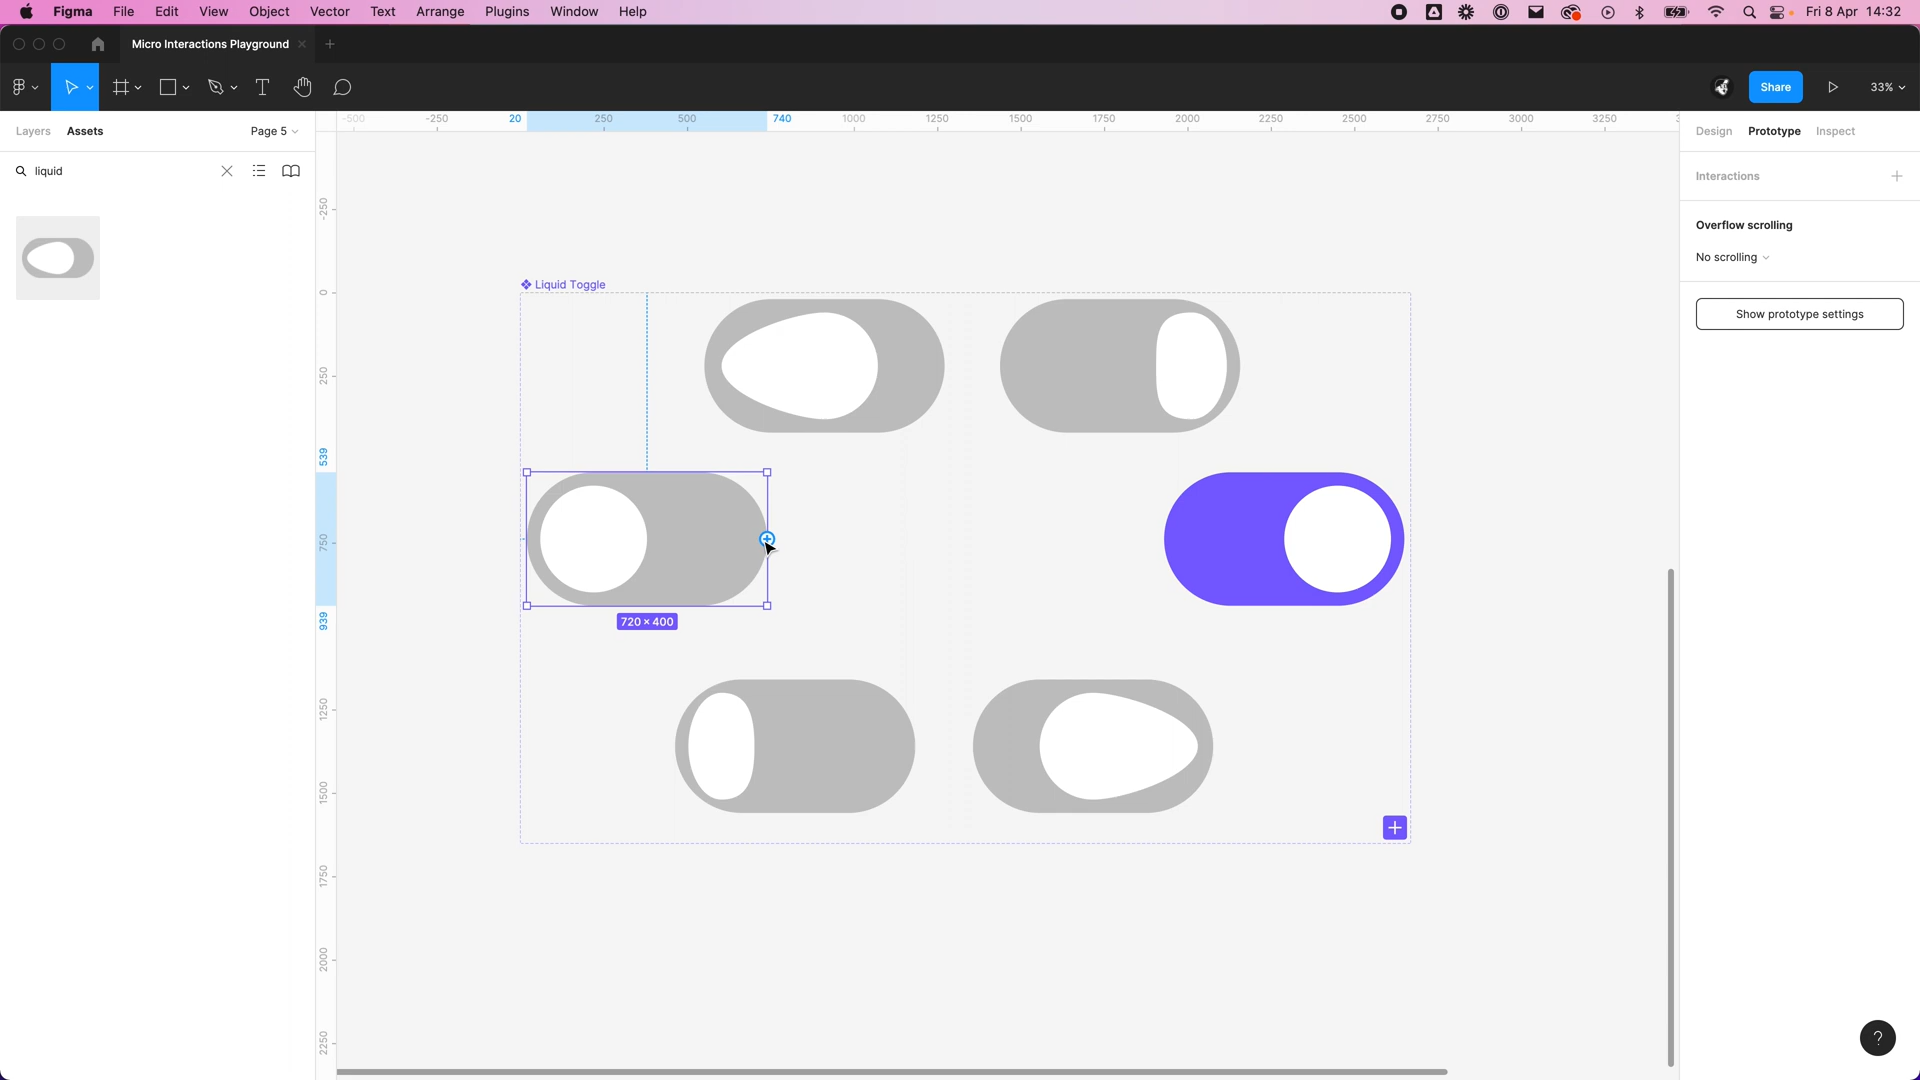 Figma File Edit View Object Vector Text Arrange Plugins Window Help Fri 8 Apr 14:32
Micro Interactions Playground
Share 33%
Layers Assets Page 5
-500 -250 20 250 500 740 1000 1250 1500 1750 2000 2250 2500 2750 3000 3250
Design Prototype Inspect
liquid
Interactions
-250
Overflow scrolling
No scrolling
Liquid Toggle
0
Show prototype settings
250
539
750
939
720 × 400
1250
1500
1750
2000
2250
?